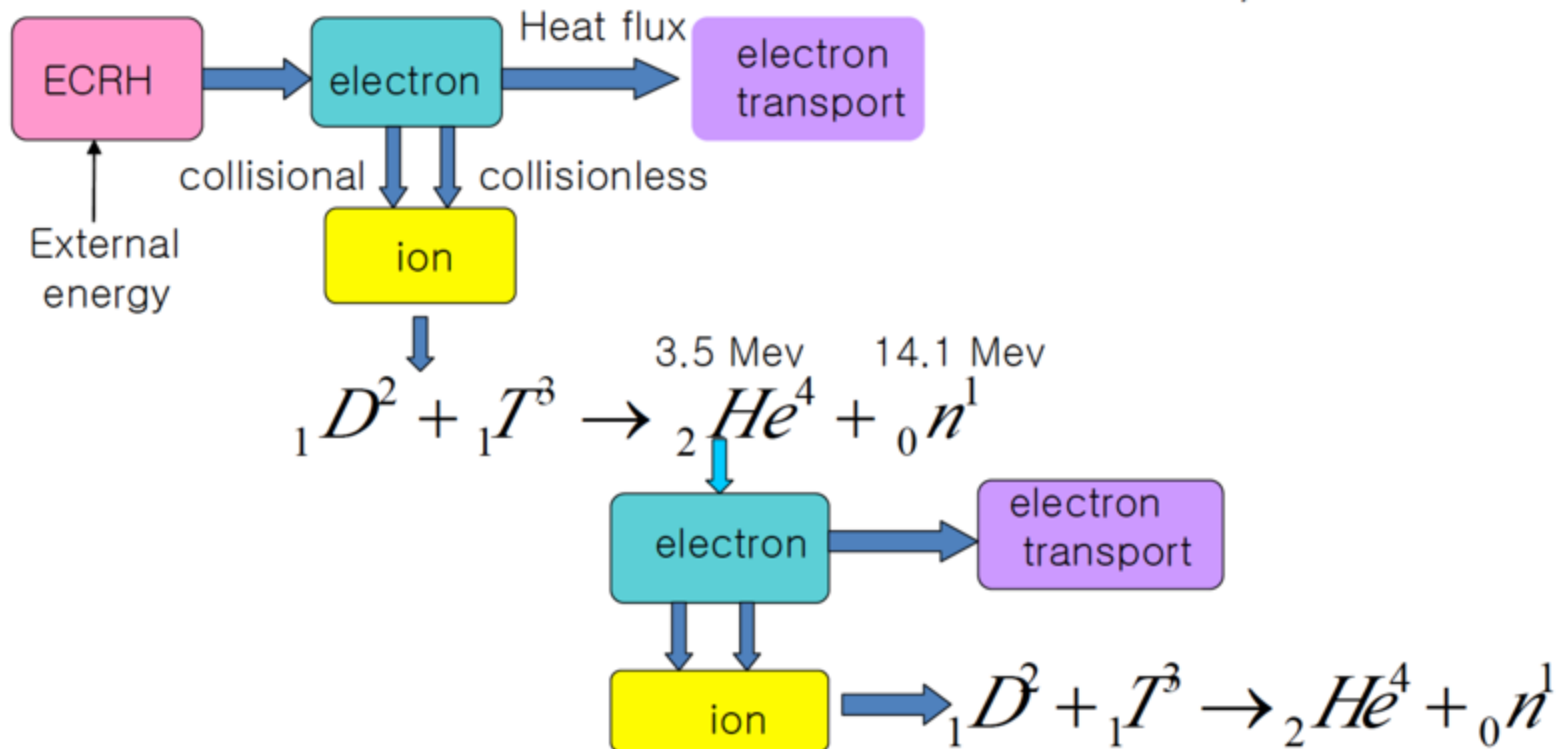 Heat flux
ECRH
electron
electron
transport
collisional
collisionless
External
energy
ion
3.5 Mev
14.1 Mev
₁D² + ₁T³ → ₂He⁴ + ₀n¹
electron
electron
transport
ion
₁D² + ₁T³ → ₂He⁴ + ₀n¹